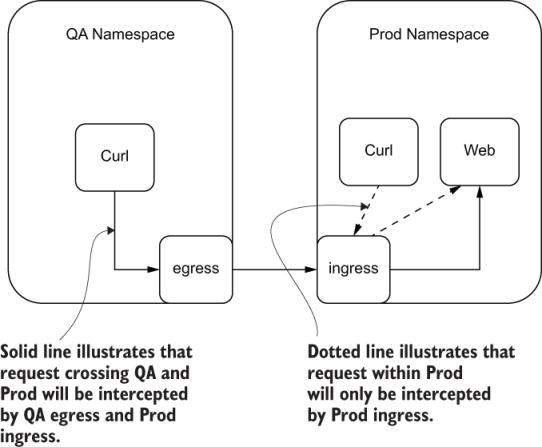 QA Namespace
Prod Namespace
Curl
Curl
Web
egress
ingress
Solid line illustrates that
request crossing QA and
Prod will be intercepted
by QA egress and Prod
ingress.
Dotted line illustrates that
request within Prod
will only be intercepted
by Prod ingress.